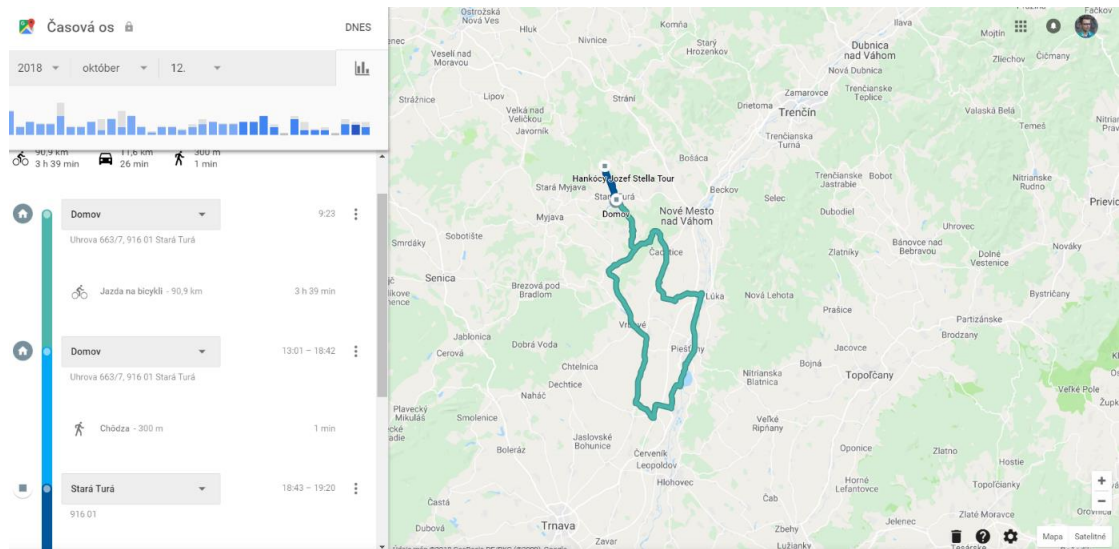 Časová os
DNES
2018
október
12.
90,9 km
3 h 39 min
11,6 km
26 min
300 m
1 min
Domov
9:23
Uhrova 663/7, 916 01 Stará Turá
Jazda na bicykli - 90,9 km
3 h 39 min
Domov
13:01 – 18:42
Uhrova 663/7, 916 01 Stará Turá
Chôdza - 300 m
1 min
Stará Turá
18:43 – 19:20
916 01
Ostrožská
Nová Ves
Hluk
Nivnice
Komňa
Starý
Hrozenkov
Veselí nad
Moravou
Ilava
Dubnica
nad Váhom
Nová Dubnica
Mojtín
Fačkov
Zliechov
Čičmany
Strážnice
Lipov
Velká nad
Veličkou
Javorník
Strání
Drietoma
Zamarovce
Trenčianske
Teplice
Trenčín
Trenčianska
Turná
Valaská Belá
Temeš
Bošáca
Hankócy Jozef Stella Tour
Stará Myjava
Stará Turá
Domov
Beckov
Trenčianske
Jastrabie
Bobot
Nitrianske
Rudno
Selec
Myjava
Nové Mesto
nad Váhom
Dubodiel
Uhrovec
Smrdáky
Sobotište
Čachtice
Zlatníky
Bánovce nad
Bebravou
Dolné
Vestenice
Nováky
Senica
Brezová pod
Bradlom
Lúka
Nová Lehota
Bystričany
Prašice
Partizánske
Vrbové
Jablonica
Cerová
Dobrá Voda
Piešťany
Jacovce
Brodzany
Chtelnica
Dechtice
Nitrianska
Blatnica
Bojná
Topoľčany
Veľké Pole
Naháč
Plavecký
Mikuláš
Smolenice
Veľké
Ripňany
Jaslovské
Bohunice
Boleráz
Červeník
Leopoldov
Oponice
Zlatno
Hostie
Hlohovec
Horné
Lefantovce
Topoľčianky
Častá
Cab
Dubová
Trnava
Zavar
Zbehy
Lužianky
Jelenec
Zlaté Moravce
Mapa
Satelitné